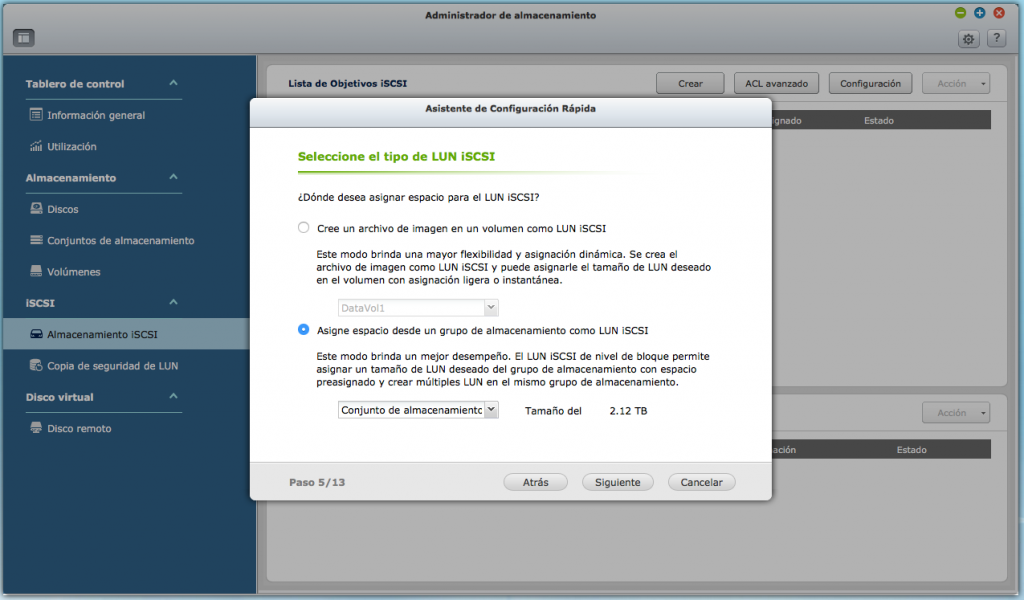 Administrador de almacenamiento
?
Tablero de control
Información general
Utilización
Almacenamiento
Discos
Conjuntos de almacenamiento
Volúmenes
iSCSI
Almacenamiento iSCSI
Copia de seguridad de LUN
Disco virtual
Disco remoto
Lista de Objetivos iSCSI
Crear
ACL avanzado
Configuración
Acción
Estado
Asistente de Configuración Rápida
Seleccione el tipo de LUN iSCSI
¿Dónde desea asignar espacio para el LUN iSCSI?
Cree un archivo de imagen en un volumen como LUN iSCSI
Este modo brinda una mayor flexibilidad y asignación dinámica. Se crea el
archivo de imagen como LUN iSCSI y puede asignarle el tamaño de LUN deseado
en el volumen con asignación ligera o instantánea.
DataVol1
Asigne espacio desde un grupo de almacenamiento como LUN iSCSI
Este modo brinda un mejor desempeño. El LUN iSCSI de nivel de bloque permite
asignar un tamaño de LUN deseado del grupo de almacenamiento con espacio
preasignado y crear múltiples LUN en el mismo grupo de almacenamiento.
Conjunto de almacenamiento Tamaño del 2.12 TB
Paso 5/13
Atrás
Siguiente
Cancelar
Acción
Estado